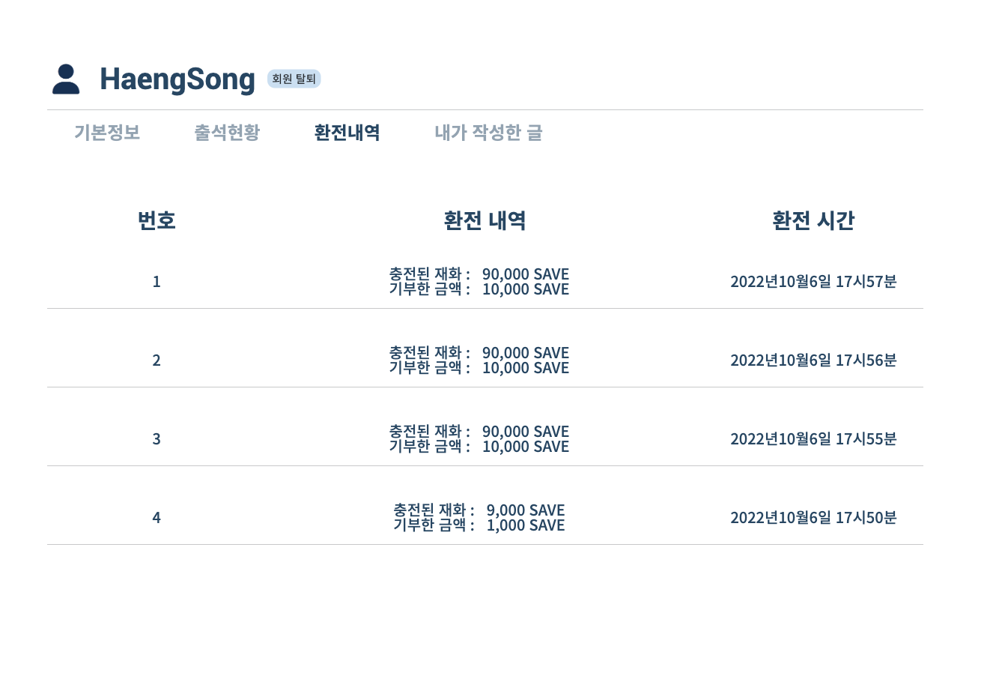 HaengSong 회원 탈퇴
기본정보 출석현황 환전내역 내가 작성한 글
번호 환전 내역 환전 시간
충전된 재화 : 90,000 SAVE
1 2022년10월6일 17시57분
기부한 금액 : 10,000 SAVE
충전된 재화 : 90,000 SAVE
2 2022년10월6일 17시56분
기부한 금액 : 10,000 SAVE
충전된 재화 : 90,000 SAVE
3 2022년10월6일 17시55분
기부한 금액 : 10,000 SAVE
충전된 재화 : 9,000 SAVE
4 2022년10월6일 17시50분
기부한 금액 : 1,000 SAVE